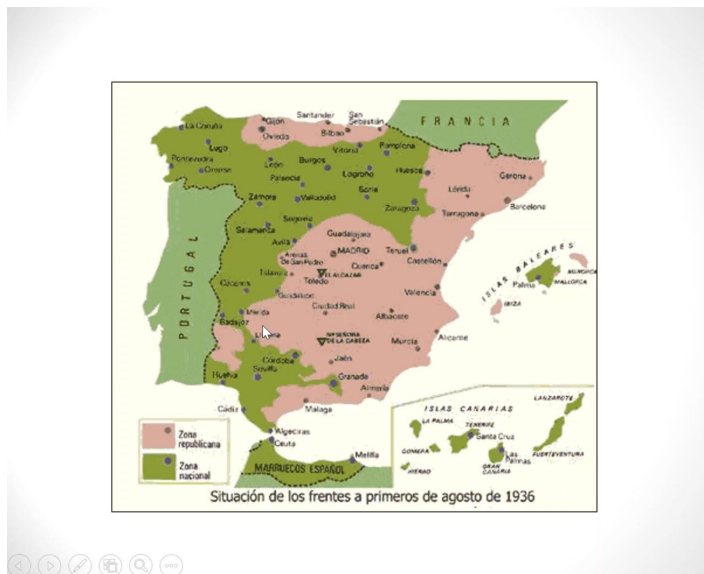 FRANCIA
Santander
San
Sebastián
Gijón
Bilbao
Oviedo
La Coruña
Lugo
Pontevedra
Orense
León
Burgos
Vitoria
Pamplona
Logroño
Huesca
Palencia
Soria
Zamora
Valladolid
Zaragoza
Lérida
Gerona
Barcelona
Tarragona
Segovia
Salamanca
Avila
Guadalajara
MADRID
Teruel
Arenas
De San Pedro
Cuenca
Castellón
Talavera
EL ALCAZAR
Toledo
Cáceres
Guadalupe
PORTUGAL
Mérida
Badajoz
Ciudad Real
Albacete
Valencia
ISLAS BALEARES
MENORCA
Palma
MALLORCA
IBIZA
Llerena
Nª SEÑORA
DE LA CABEZA
Alicante
Murcia
Córdoba
Jaén
Sevilla
Huelva
Granada
Almería
Cádiz
Málaga
Algeciras
Ceuta
Melilla
MARRUECOS ESPAÑOL
ISLAS CANARIAS
LANZAROTE
LA PALMA
TENERIFE
Santa Cruz
GOMERA
Las
Palmas
FUERTEVENTURA
HIERRO
GRAN
CANARIA
Zona
republicana
Zona
nacional
Situación de los frentes a primeros de agosto de 1936